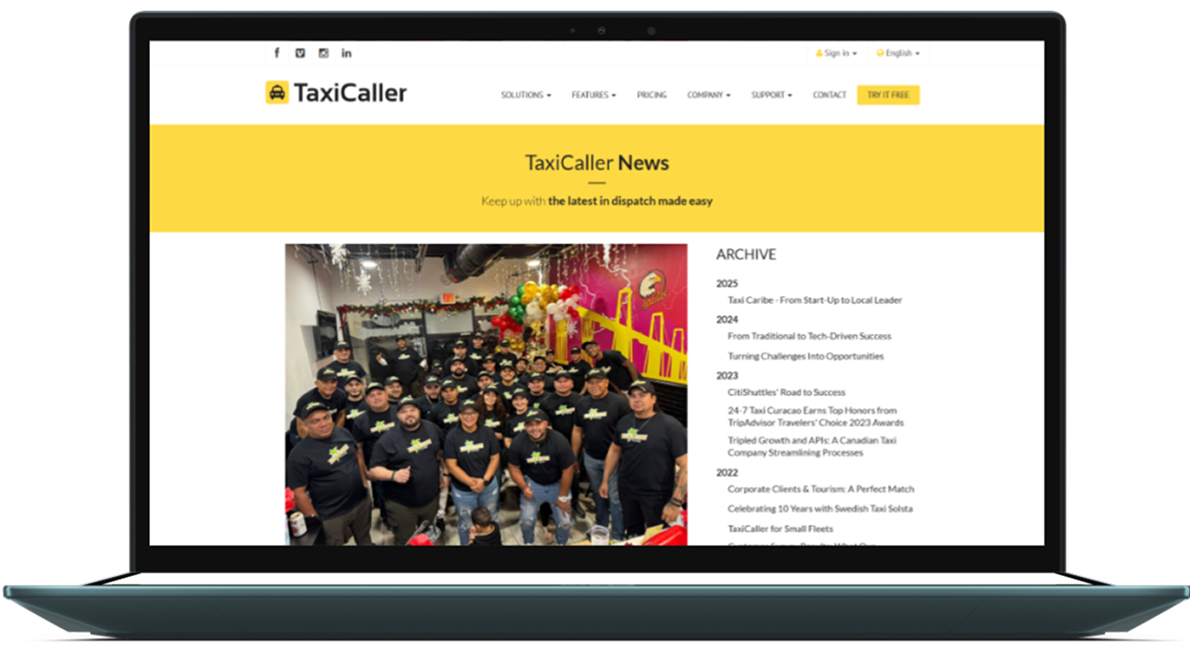 Sign in
English
TaxiCaller
SOLUTIONS
FEATURES
PRICING
COMPANY
SUPPORT
CONTACT
TRY IT FREE
TaxiCaller News
Keep up with the latest in dispatch made easy
ARCHIVE
2025
Taxi Caribe - From Start-Up to Local Leader
2024
From Traditional to Tech-Driven Success
Turning Challenges Into Opportunities
2023
CitiShuttles' Road to Success
24-7 Taxi Curacao Earns Top Honors from
TripAdvisor Travelers' Choice 2023 Awards
Tripled Growth and APIs: A Canadian Taxi
Company Streamlining Processes
2022
Corporate Clients & Tourism: A Perfect Match
Celebrating 10 Years with Swedish Taxi Solsta
TaxiCaller for Small Fleets